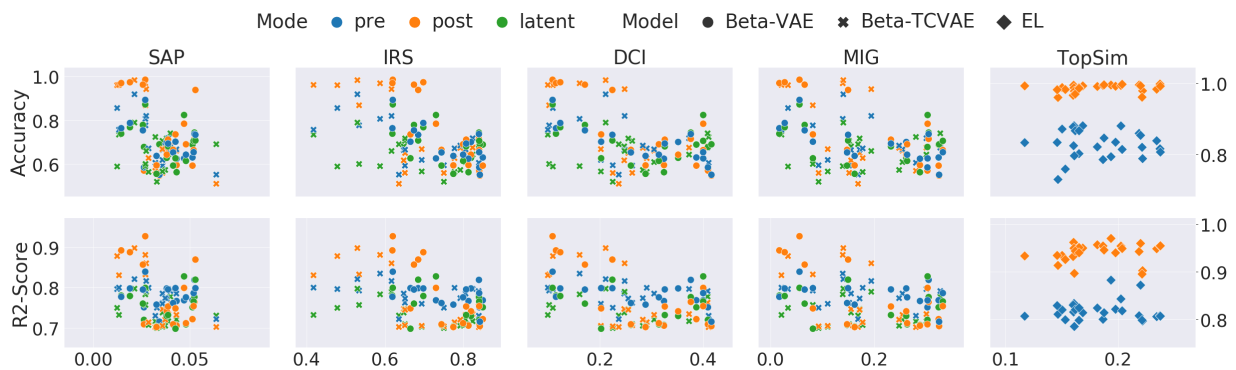 Mode pre post latent Model Beta-VAE Beta-TCVAE EL
SAP IRS DCI MIG TopSim
Accuracy
1.0 1.0
0.8 0.8
0.6
R2-Score
1.0
0.9 0.9
0.8 0.8
0.7
0.00 0.05 0.4 0.6 0.8 0.2 0.4 0.0 0.2 0.1 0.2